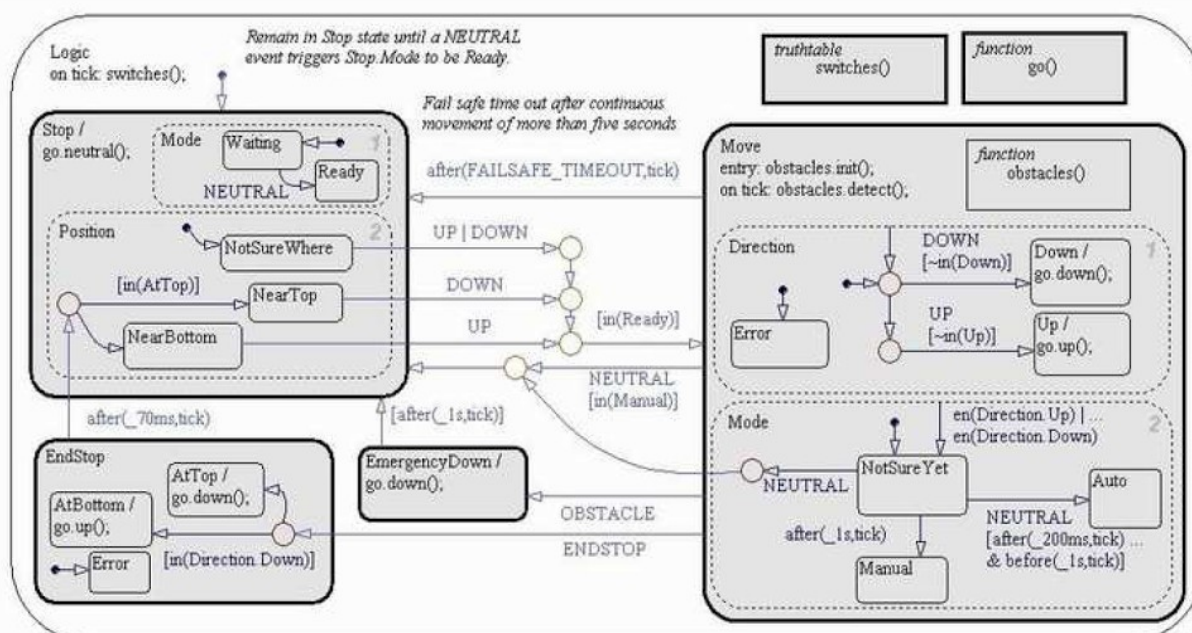 Logic
on tick: switches();
Remain in Stop state until a NEUTRAL
event triggers Stop.Mode to be Ready.
truthtable
switches()
function
go()
Fail safe time out after continuous
movement of more than five seconds
Stop /
go.neutral();
Mode
1
Waiting
Ready
NEUTRAL
Position
2
NotSureWhere
[in(AtTop)]
NearTop
NearBottom
after(FAILSAFE_TIMEOUT,tick)
UP | DOWN
DOWN
UP
[in(Ready)]
NEUTRAL
[in(Manual)]
Move
entry: obstacles.init();
on tick: obstacles.detect();
function
obstacles()
Direction
1
DOWN
[~in(Down)]
Down /
go.down();
UP
[~in(Up)]
Up /
go.up();
Error
Mode
2
en(Direction.Up) | ...
en(Direction.Down)
NotSureYet
NEUTRAL
Auto
NEUTRAL
[after(_200ms,tick) ...
& before(_1s,tick)]
after(_1s,tick)
Manual
after(_70ms,tick)
[after(_1s,tick)]
EndStop
AtTop /
go.down();
AtBottom /
go.up();
Error
[in(Direction.Down)]
EmergencyDown /
go.down();
OBSTACLE
ENDSTOP